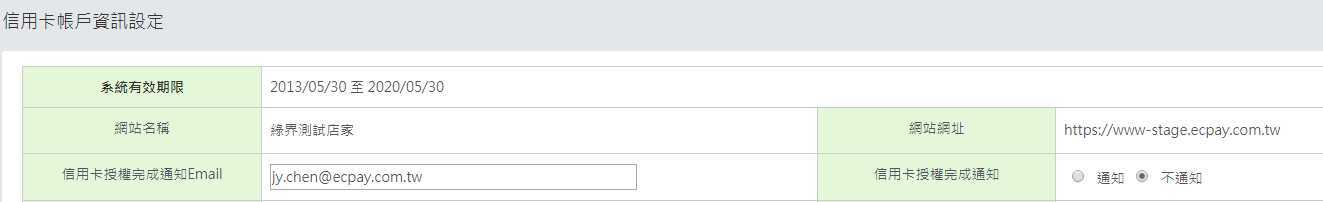 信用卡帳戶資訊設定
系統有效期限 2013/05/30 至 2020/05/30
網站名稱 綠界測試店家 網站網址 https://www-stage.ecpay.com.tw
信用卡授權完成通知Email jy.chen@ecpay.com.tw 信用卡授權完成通知 通知 不通知